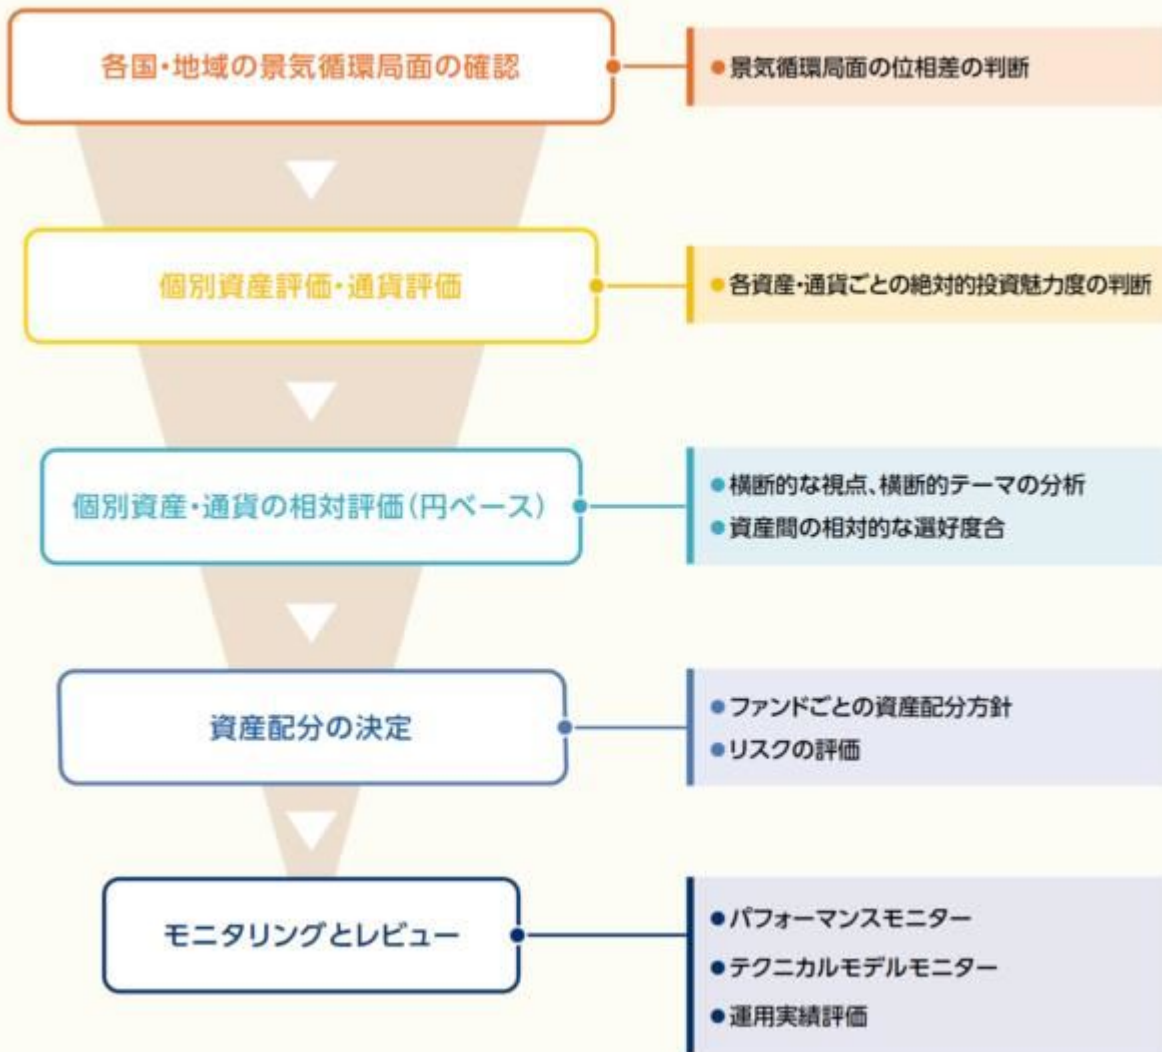 各国・地域の景気循環局面の確認
●景気循環局面の位相差の判断
個別資産評価・通貨評価
●各資産・通貨ごとの絶対的投資魅力度の判断
個別資産・通貨の相対評価(円ベース)
●横断的な視点、横断的テーマの分析
●資産間の相対的な選好度合
資産配分の決定
●ファンドごとの資産配分方針
●リスクの評価
モニタリングとレビュー
●パフォーマンスモニター
●テクニカルモデルモニター
●運用実績評価